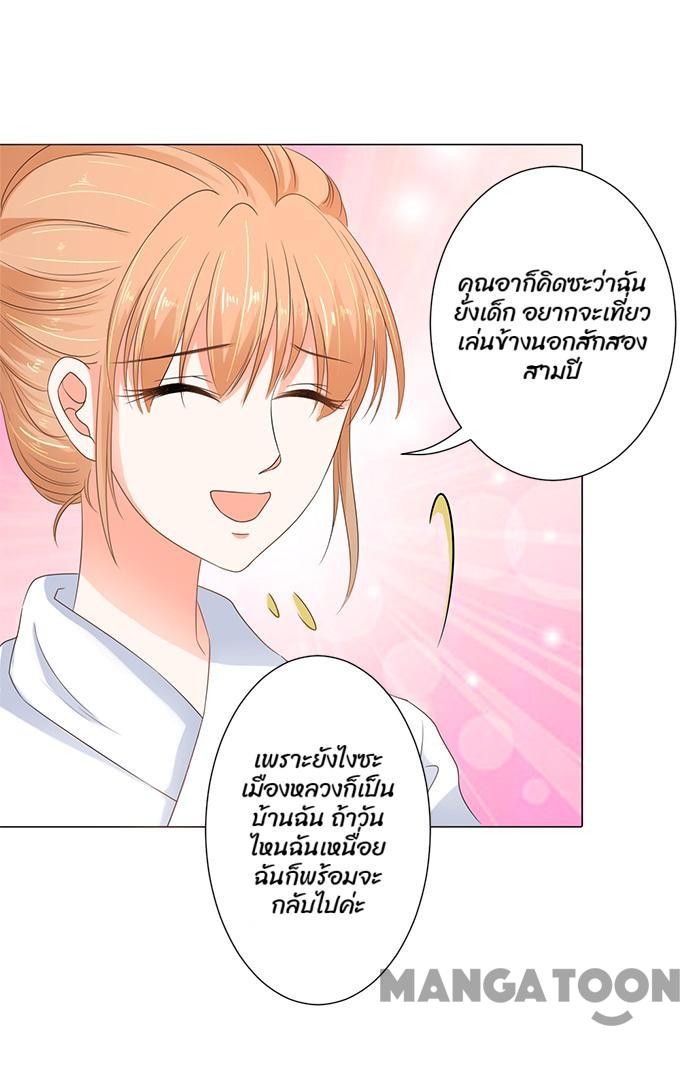 คุณอาก็คิดซะว่าฉัน
ยังเด็ก อยากจะเที่ยว
เล่นข้างนอกสักสอง
สามปี
เพราะยังไงซะ
เมืองหลวงก็เป็น
บ้านฉัน ถ้าวัน
ไหนฉันเหนื่อย
ฉันก็พร้อมจะ
กลับไปค่ะ
MANGATOON